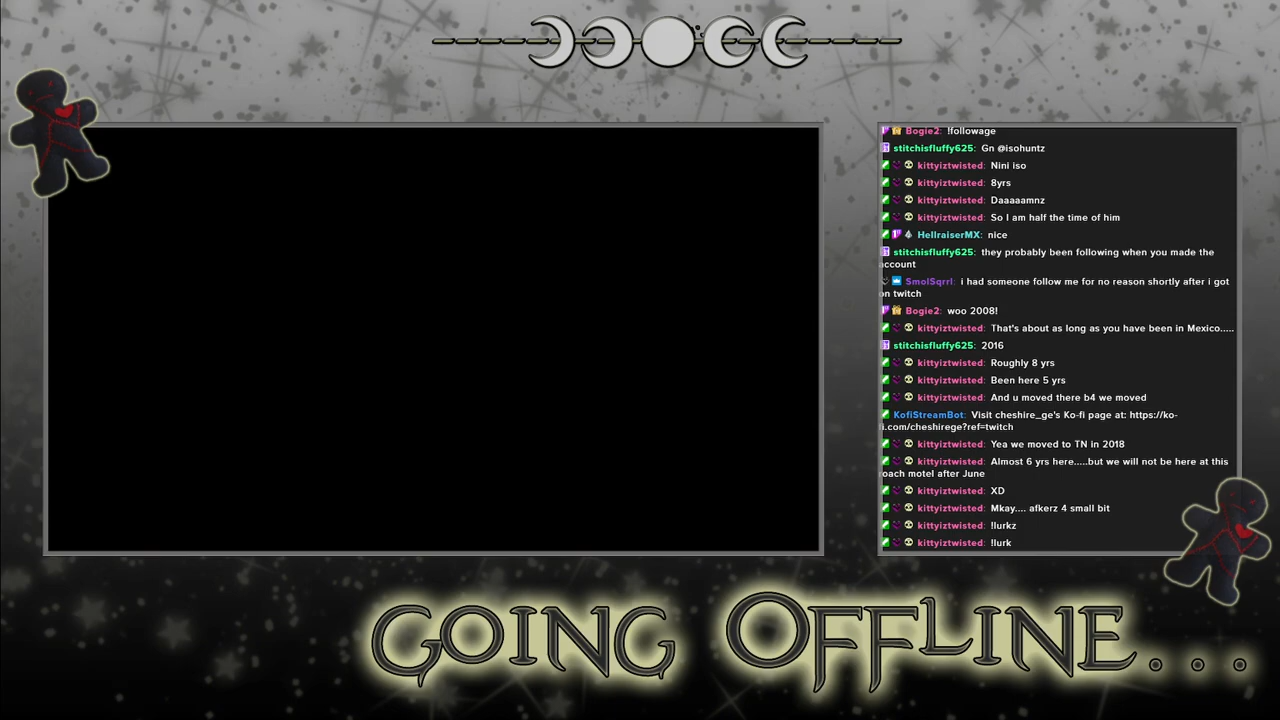 Bogie2: !followage
stitchisfluffy625: Gn @isohuntz
kittyiztwisted: Nini iso
kittyiztwisted: 8yrs
kittyiztwisted: Daaaaamnz
kittyiztwisted: So I am half the time of him
HellraiserMX: nice
stitchisfluffy625: they probably been following when you made the
account
SmolSqrrl: i had someone follow me for no reason shortly after i got
on twitch
Bogie2: woo 2008!
kittyiztwisted: That's about as long as you have been in Mexico.....
stitchisfluffy625: 2016
kittyiztwisted: Roughly 8 yrs
kittyiztwisted: Been here 5 yrs
kittyiztwisted: And u moved there b4 we moved
KofiStreamBot: Visit cheshire_ge's Ko-fi page at: https://ko-
fi.com/cheshirege?ref=twitch
kittyiztwisted: Yea we moved to TN in 2018
kittyiztwisted: Almost 6 yrs here.....but we will not be here at this
roach motel after June
kittyiztwisted: XD
kittyiztwisted: Mkay.... afkerz 4 small bit
kittyiztwisted: !lurkz
kittyiztwisted: !lurk
Going Offline...